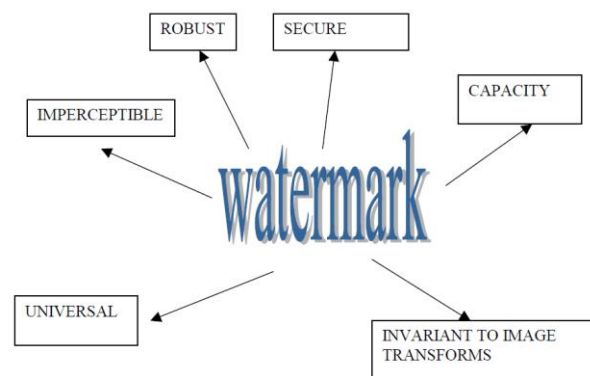 ROBUST
SECURE
CAPACITY
IMPERCEPTIBLE
watermark
UNIVERSAL
INVARIANT TO IMAGE
TRANSFORMS